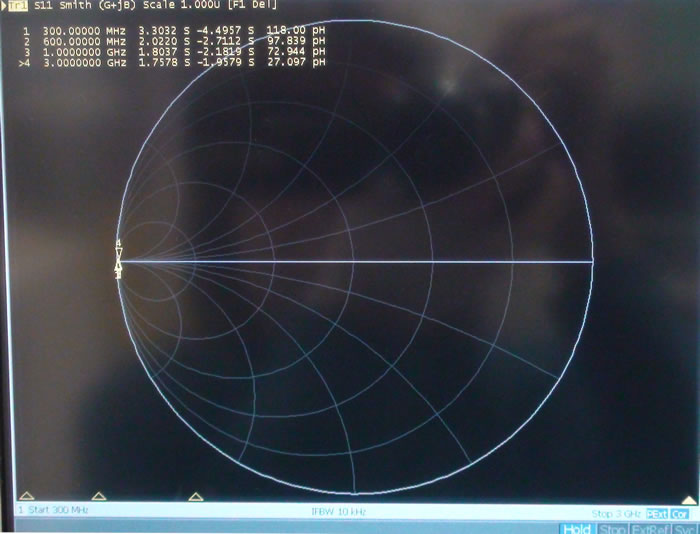 Tr1 S11 Smith (G+jB) Scale 1.000U [F1 Del]
1 300.00000 MHz 3.3032 S -4.4957 S 118.00 pH
2 600.00000 MHz 2.0220 S -2.7112 S 97.839 pH
3 1.0000000 GHz 1.8037 S -2.1819 S 72.944 pH
>4 3.0000000 GHz 1.7578 S -1.9579 S 27.097 pH
4
1 Start 300 MHz IFBW 10 kHz Stop 3 GHz PExt Cor
Hold Stop ExtRef Svc